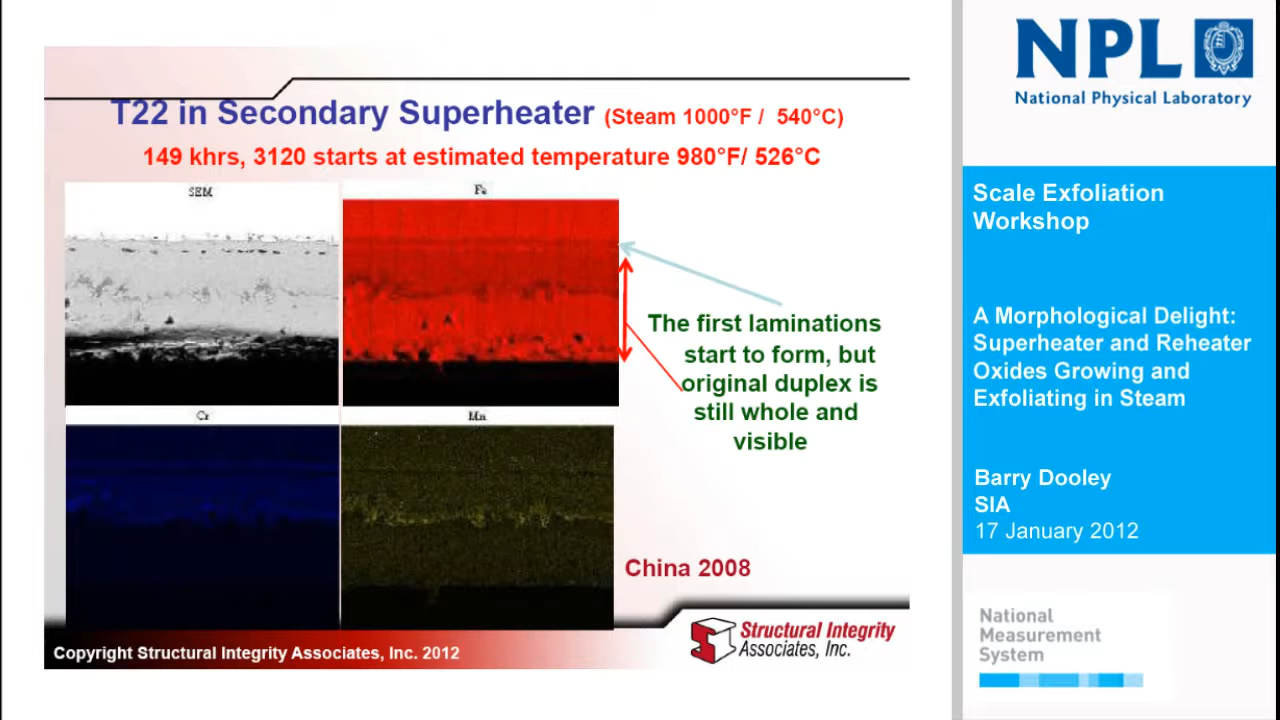 T22 in Secondary Superheater (Steam 1000°F / 540°C)
149 khrs, 3120 starts at estimated temperature 980°F/ 526°C
SEM
Fe
Cr
Mn
The first laminations
start to form, but
original duplex is
still whole and
visible
China 2008
Structural Integrity
Associates, Inc.
Copyright Structural Integrity Associates, Inc. 2012
NPL
National Physical Laboratory
Scale Exfoliation
Workshop
A Morphological Delight:
Superheater and Reheater
Oxides Growing and
Exfoliating in Steam
Barry Dooley
SIA
17 January 2012
National
Measurement
System